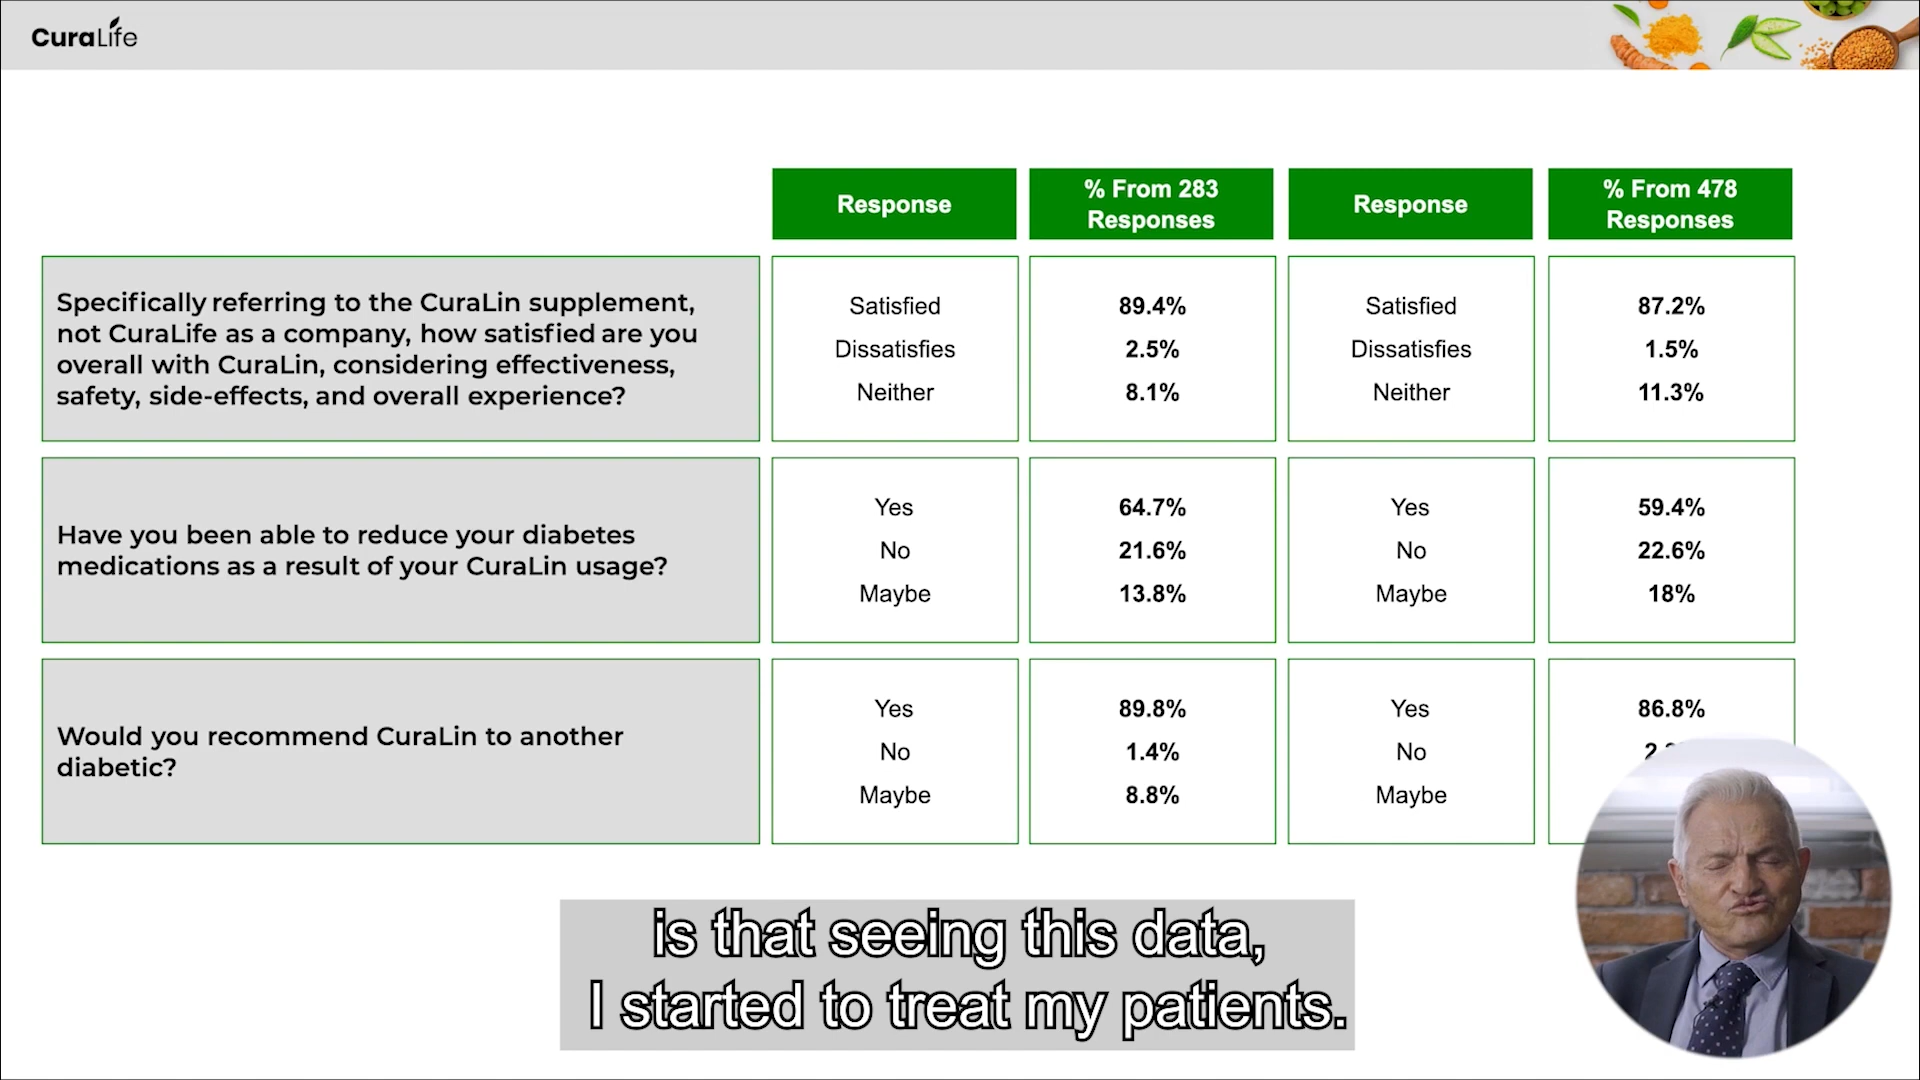 CuraLife
Response
% From 283
Responses
Response
% From 478
Responses
Specifically referring to the CuraLin supplement,
not CuraLife as a company, how satisfied are you
overall with CuraLin, considering effectiveness,
safety, side-effects, and overall experience?
Satisfied
89.4%
Satisfied
87.2%
Dissatisfies
2.5%
Dissatisfies
1.5%
Neither
8.1%
Neither
11.3%
Have you been able to reduce your diabetes
medications as a result of your CuraLin usage?
Yes
64.7%
Yes
59.4%
No
21.6%
No
22.6%
Maybe
13.8%
Maybe
18%
Would you recommend CuraLin to another
diabetic?
Yes
89.8%
Yes
86.8%
No
1.4%
No
Maybe
8.8%
Maybe
is that seeing this data,
I started to treat my patients.